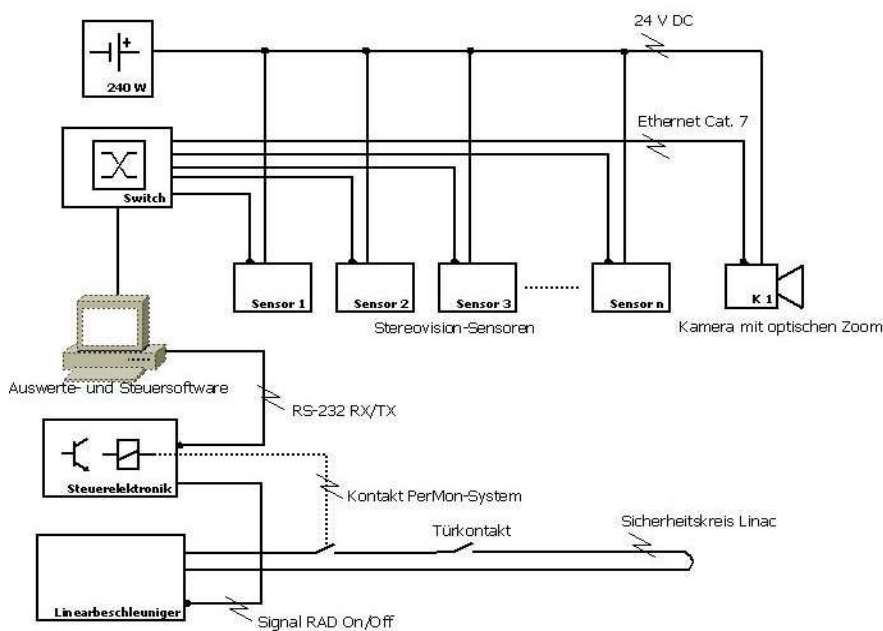 24 V DC
240 W
Ethernet Cat. 7
Switch
Sensor 1
Sensor 2
Sensor 3
Sensor n
K 1
Stereovision-Sensoren
Kamera mit optischen Zoom
Auswerte- und Steuersoftware
RS-232 RX/TX
Steuerelektronik
Kontakt PerMon-System
Türkontakt
Sicherheitskreis Linac
Linearbeschleuniger
Signal RAD On/Off